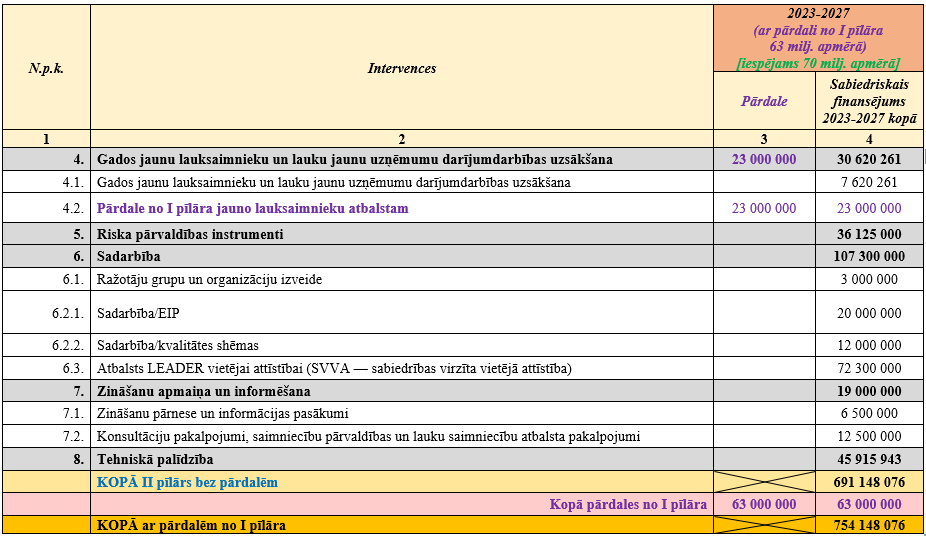 N.p.k.
Intervences
2023-2027
(ar pārdali no I pīlāra
63 milj. apmērā)
[iespējams 70 milj. apmērā]
Pārdale
Sabiedriskais
finansējums
2023-2027 kopā
1 2 3 4
4. Gados jaunu lauksaimnieku un lauku jaunu uzņēmumu darījumdarbības uzsākšana 23 000 000 30 620 261
4.1. Gados jaunu lauksaimnieku un lauku jaunu uzņēmumu darījumdarbības uzsākšana 7 620 261
4.2. Pārdale no I pīlāra jauno lauksaimnieku atbalstam 23 000 000 23 000 000
5. Riska pārvaldības instrumenti 36 125 000
6. Sadarbība 107 300 000
6.1. Ražotāju grupu un organizāciju izveide 3 000 000
6.2.1. Sadarbība/EIP 20 000 000
6.2.2. Sadarbība/kvalitātes shēmas 12 000 000
6.3. Atbalsts LEADER vietējai attīstībai (SVVA — sabiedrības virzīta vietējā attīstība) 72 300 000
7. Zināšanu apmaiņa un informēšana 19 000 000
7.1. Zināšanu pārnese un informācijas pasākumi 6 500 000
7.2. Konsultāciju pakalpojumi, saimniecību pārvaldības un lauku saimniecību atbalsta pakalpojumi 12 500 000
8. Tehniskā palīdzība 45 915 943
KOPĀ II pīlārs bez pārdalēm 691 148 076
Kopā pārdales no I pīlāra 63 000 000 63 000 000
KOPĀ ar pārdalēm no I pīlāra 754 148 076